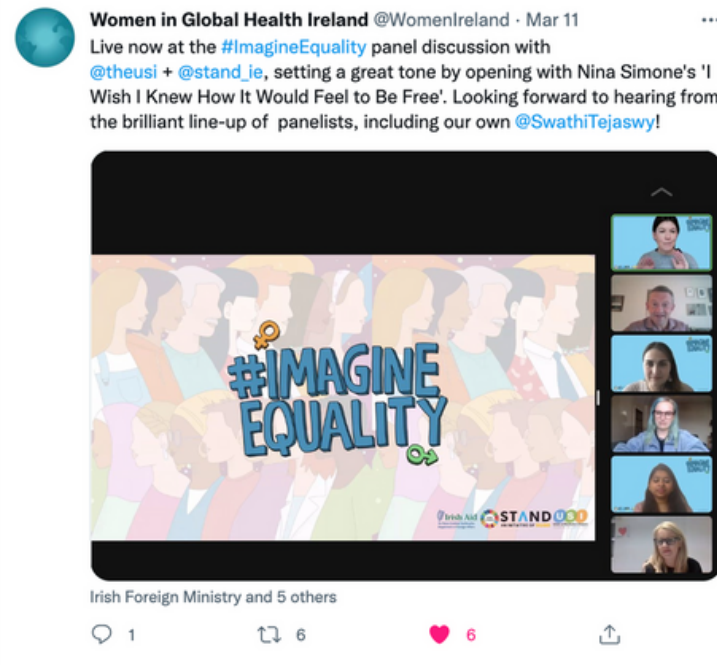 Women in Global Health Ireland @WomenIreland · Mar 11
Live now at the #ImagineEquality panel discussion with
@theusi + @stand_ie, setting a great tone by opening with Nina Simone's 'I
Wish I Knew How It Would Feel to Be Free'. Looking forward to hearing from
the brilliant line-up of panelists, including our own @SwathiTejaswy!
#IMAGINE
EQUALITY
Irish Aid STAND USI
Irish Foreign Ministry and 5 others
1 6 6